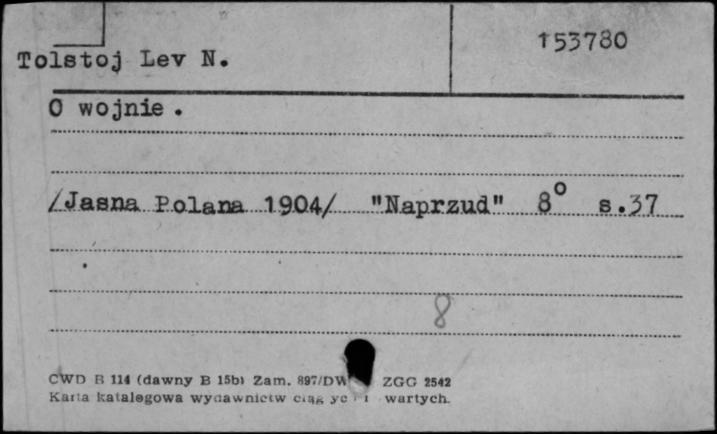 153780
Tolstoj Lev N.
O wojnie.
/Jasna Polana 1904/ "Naprzud" 8° s.37
8
CWD B 114 (dawny B 15b) Zam. 897/DW ZGG 2542
Karta katalogowa wydawnictw wartych.